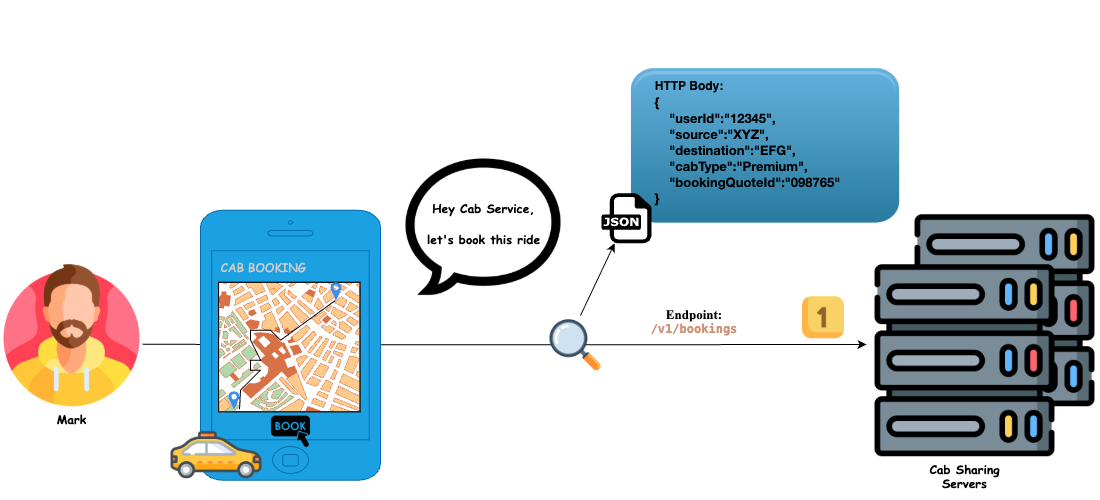 HTTP Body:
{
"userId":"12345",
"source":"XYZ",
"destination":"EFG",
"cabType":"Premium",
"bookingQuoteId":"098765"
}
JSON
Hey Cab Service,
let's book this ride
CAB BOOKING
BOOK
Mark
Endpoint:
/v1/bookings
1
Cab Sharing
Servers